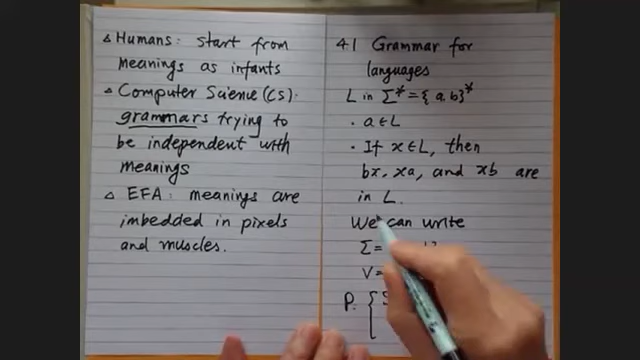 △ Humans: start from
meanings as infants
△ Computer Science (CS):
grammars trying to
be independent with
meanings
△ EFA: meanings are
imbedded in pixels
and muscles.
41 Grammar for
languages
L in Σ* = {a.b}*
· a ∈ L
· If x ∈ L, then
bx, xa, and xb are
in L.
We can write
Σ =
V =
P: { S